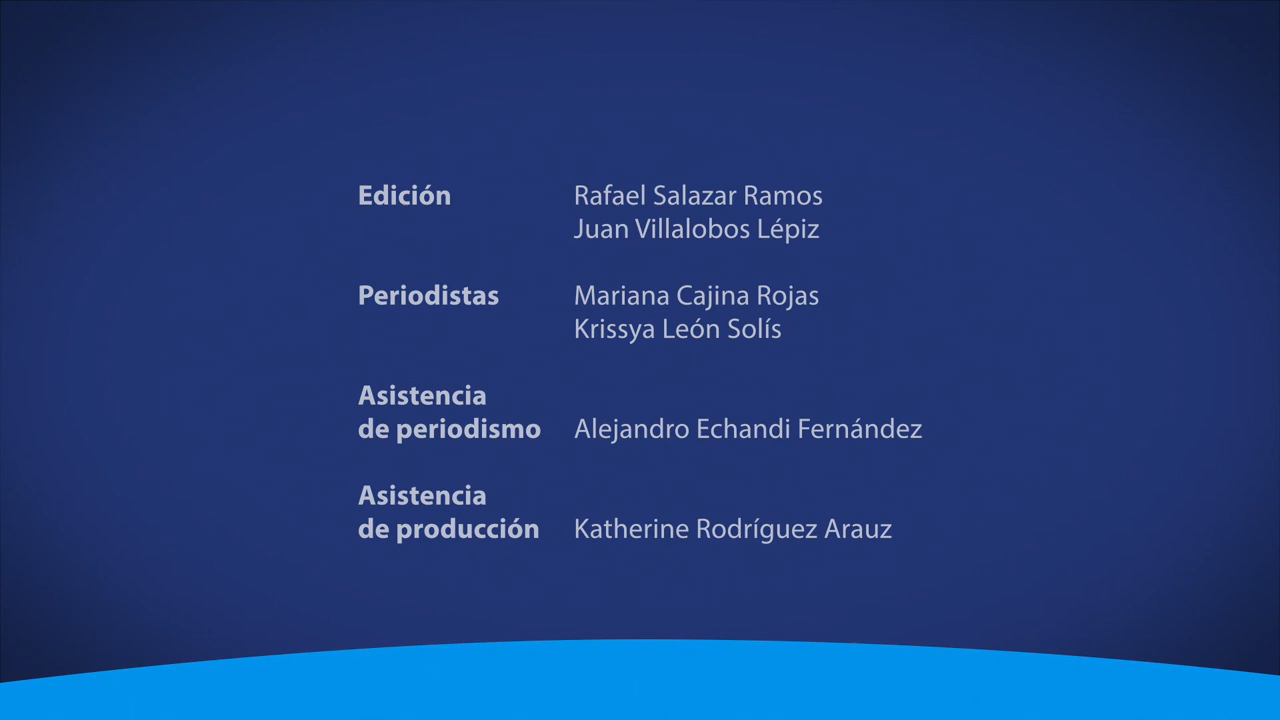 Edición Rafael Salazar Ramos
Juan Villalobos Lépiz
Periodistas Mariana Cajina Rojas
Krissya León Solís
Asistencia
de periodismo Alejandro Echandi Fernández
Asistencia
de producción Katherine Rodríguez Arauz